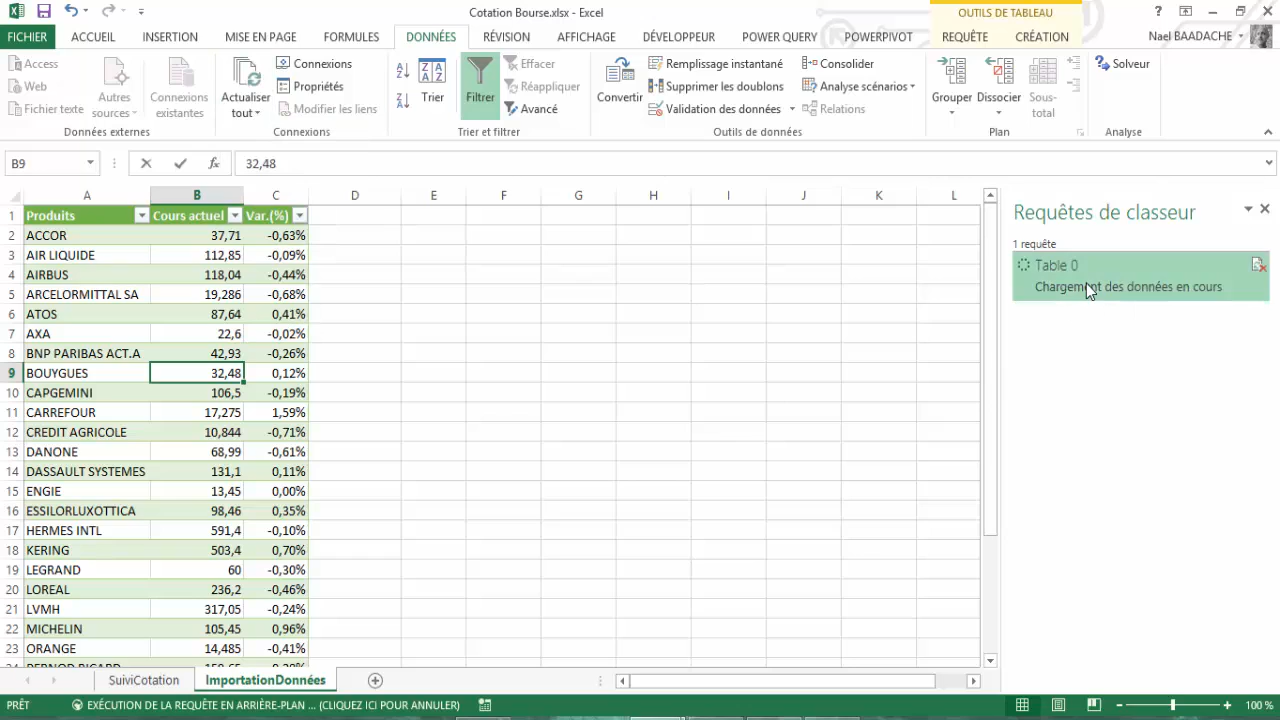 Cotation Bourse.xlsx - Excel
OUTILS DE TABLEAU
?
FICHIER ACCUEIL INSERTION MISE EN PAGE FORMULES DONNÉES RÉVISION AFFICHAGE DÉVELOPPEUR POWER QUERY POWERPIVOT REQUÊTE CRÉATION Nael BAADACHE
Access
Web
Fichier texte
Autres sources
Connexions existantes
Données externes
Actualiser tout
Connexions
Propriétés
Modifier les liens
Connexions
Trier
Filtrer
Effacer
Réappliquer
Avancé
Trier et filtrer
Convertir
Remplissage instantané
Supprimer les doublons
Validation des données
Consolider
Analyse scénarios
Relations
Outils de données
Grouper
Dissocier
Sous-total
Plan
Solveur
Analyse
B9 fx 32,48
A B C D E F G H I J K L
1 Produits Cours actuel Var.(%)
2 ACCOR 37,71 -0,63%
3 AIR LIQUIDE 112,85 -0,09%
4 AIRBUS 118,04 -0,44%
5 ARCELORMITTAL SA 19,286 -0,68%
6 ATOS 87,64 0,41%
7 AXA 22,6 -0,02%
8 BNP PARIBAS ACT.A 42,93 -0,26%
9 BOUYGUES 32,48 0,12%
10 CAPGEMINI 106,5 -0,19%
11 CARREFOUR 17,275 1,59%
12 CREDIT AGRICOLE 10,844 -0,71%
13 DANONE 68,99 -0,61%
14 DASSAULT SYSTEMES 131,1 0,11%
15 ENGIE 13,45 0,00%
16 ESSILORLUXOTTICA 98,46 0,35%
17 HERMES INTL 591,4 -0,10%
18 KERING 503,4 0,70%
19 LEGRAND 60 -0,30%
20 LOREAL 236,2 -0,46%
21 LVMH 317,05 -0,24%
22 MICHELIN 105,45 0,96%
23 ORANGE 14,485 -0,41%
Requêtes de classeur
1 requête
Table 0
Chargement des données en cours
SuiviCotation ImportationDonnées
PRÊT EXÉCUTION DE LA REQUÊTE EN ARRIÈRE-PLAN ... (CLIQUEZ ICI POUR ANNULER) 100 %